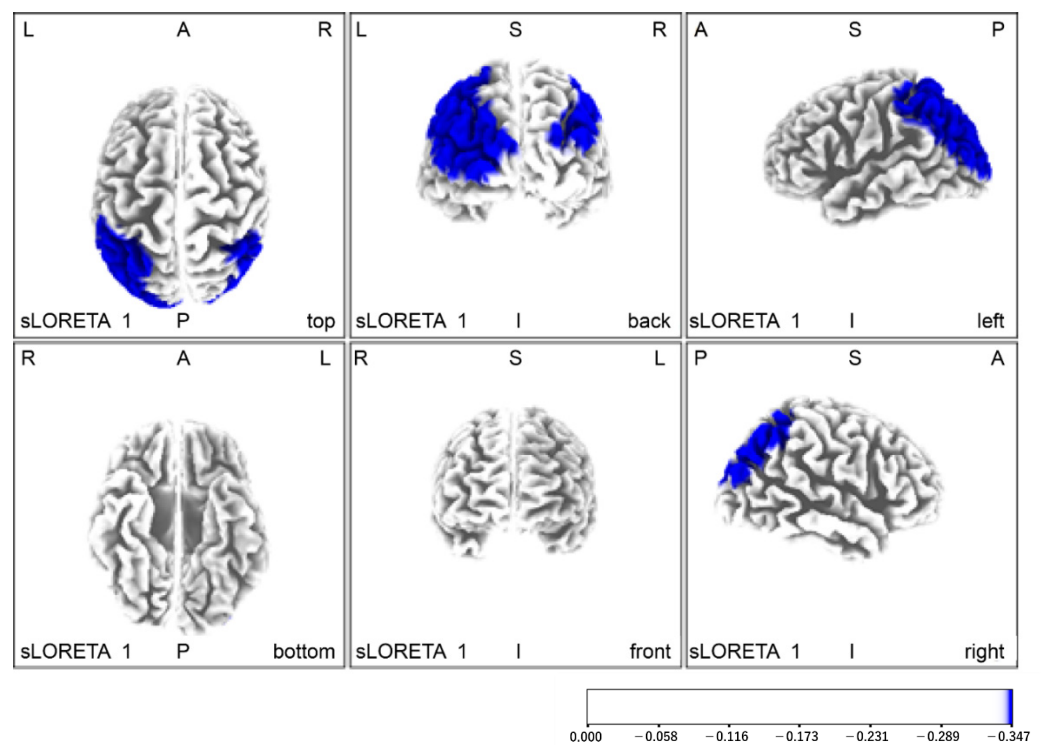 L A R
L S R
A S P
sLORETA 1 P top
sLORETA 1 I back
sLORETA 1 I left
R A L
R S L
P S A
sLORETA 1 P bottom
sLORETA 1 I front
sLORETA 1 I right
0.000 −0.058 −0.116 −0.173 −0.231 −0.289 −0.347